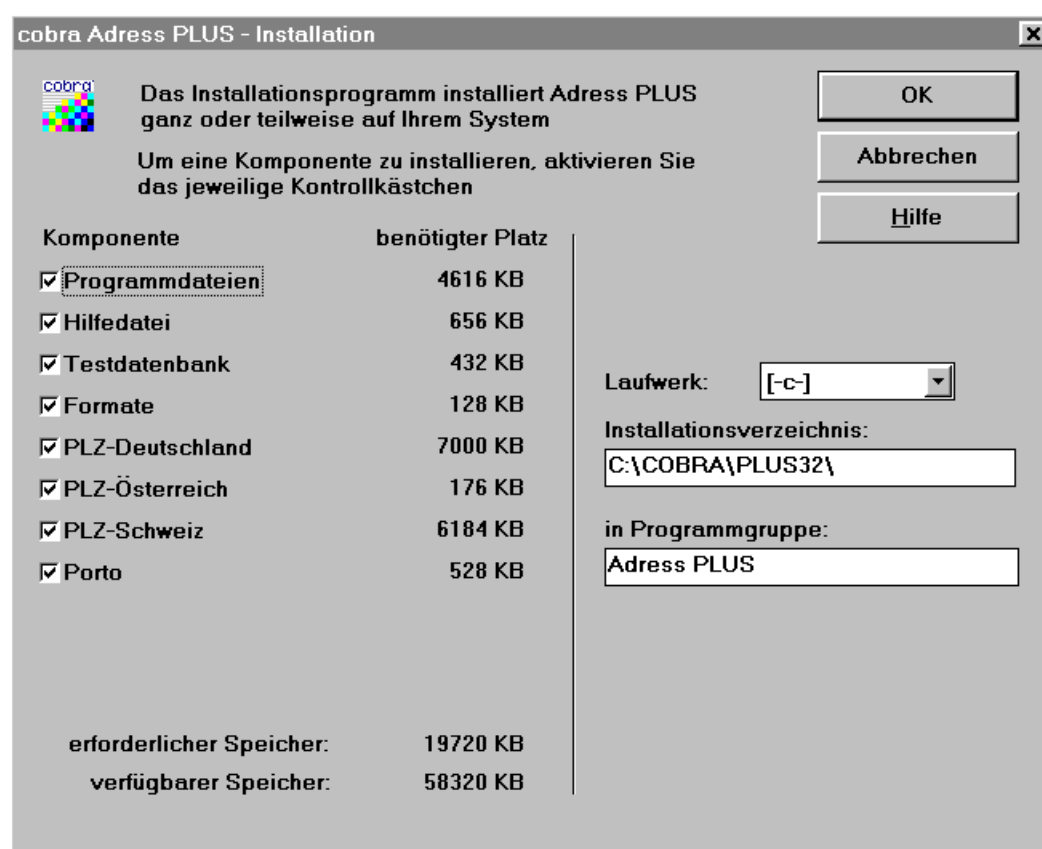 cobra Adress PLUS - Installation
cobra
Das Installationsprogramm installiert Adress PLUS
ganz oder teilweise auf Ihrem System
Um eine Komponente zu installieren, aktivieren Sie
das jeweilige Kontrollkästchen
OK
Abbrechen
Hilfe
Komponente benötigter Platz
Programmdateien 4616 KB
Hilfedatei 656 KB
Testdatenbank 432 KB
Formate 128 KB
PLZ-Deutschland 7000 KB
PLZ-Österreich 176 KB
PLZ-Schweiz 6184 KB
Porto 528 KB
erforderlicher Speicher: 19720 KB
verfügbarer Speicher: 58320 KB
Laufwerk: [-c-]
Installationsverzeichnis:
C:\COBRA\PLUS32\
in Programmgruppe:
Adress PLUS